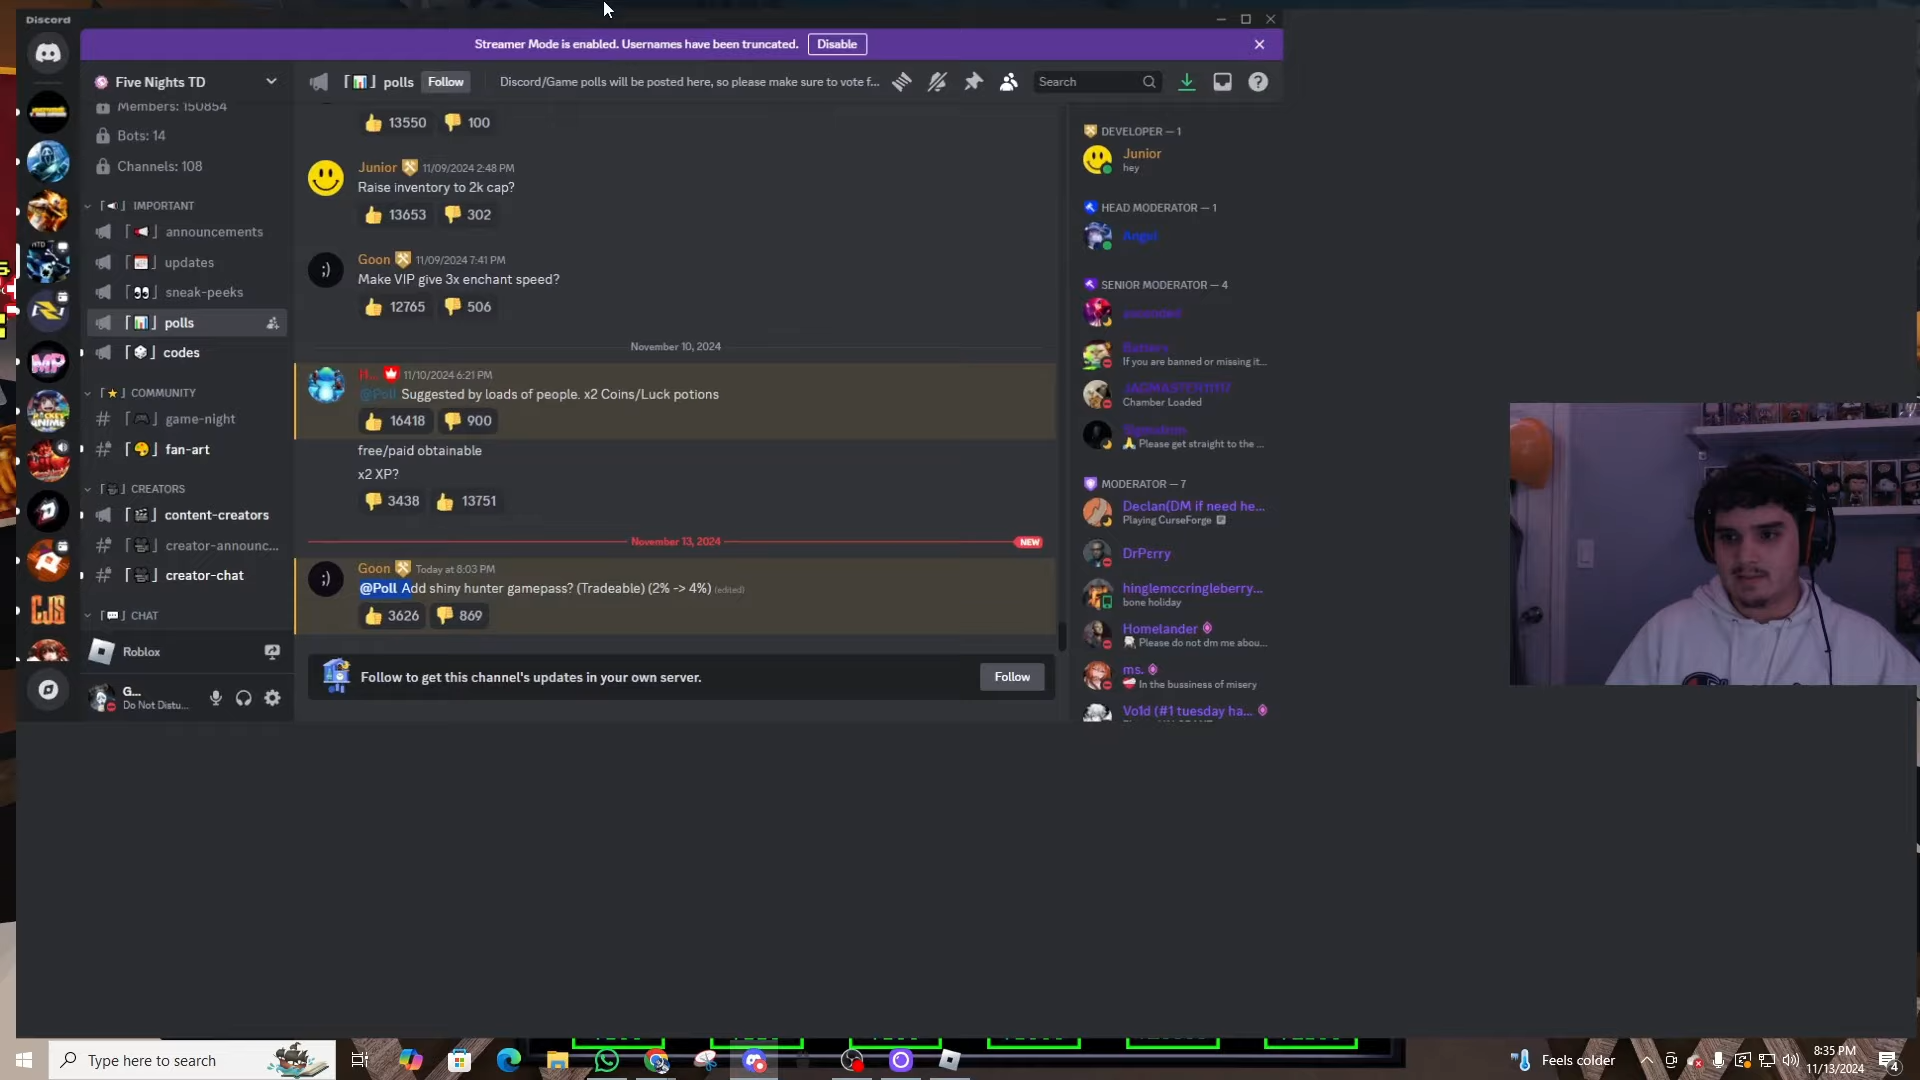 Discord
Streamer Mode is enabled. Usernames have been truncated. Disable
Five Nights TD
Members: 150854
Bots: 14
Channels: 108
IMPORTANT
announcements
updates
sneak-peeks
polls
codes
COMMUNITY
game-night
fan-art
CREATORS
content-creators
creator-announc...
creator-chat
CHAT
Roblox
G...
Do Not Distu...
polls Follow Discord/Game polls will be posted here, so please make sure to vote f... Search
13550 100
Junior 11/09/2024 2:48 PM
Raise inventory to 2k cap?
13653 302
Goon 11/09/2024 7:41 PM
Make VIP give 3x enchant speed?
12765 506
November 10, 2024
H... 11/10/2024 6:21 PM
@Poll Suggested by loads of people. x2 Coins/Luck potions
16418 900
free/paid obtainable
x2 XP?
3438 13751
November 13, 2024 NEW
Goon Today at 8:03 PM
@Poll Add shiny hunter gamepass? (Tradeable) (2% -> 4%) (edited)
3626 869
Follow to get this channel's updates in your own server. Follow
DEVELOPER — 1
Junior
hey
HEAD MODERATOR — 1
Angel
SENIOR MODERATOR — 4
Battery
If you are banned or missing it...
Chamber Loaded
Please get straight to the ...
MODERATOR — 7
Declan(DM if need he...
Playing CurseForge
DrPerry
hinglemccringleberry...
bone holiday
Homelander
Please do not dm me abou...
ms.
In the bussiness of misery
Vo1d (#1 tuesday ha...
MP
CJS
Type here to search
Feels colder
8:35 PM
11/13/2024
4